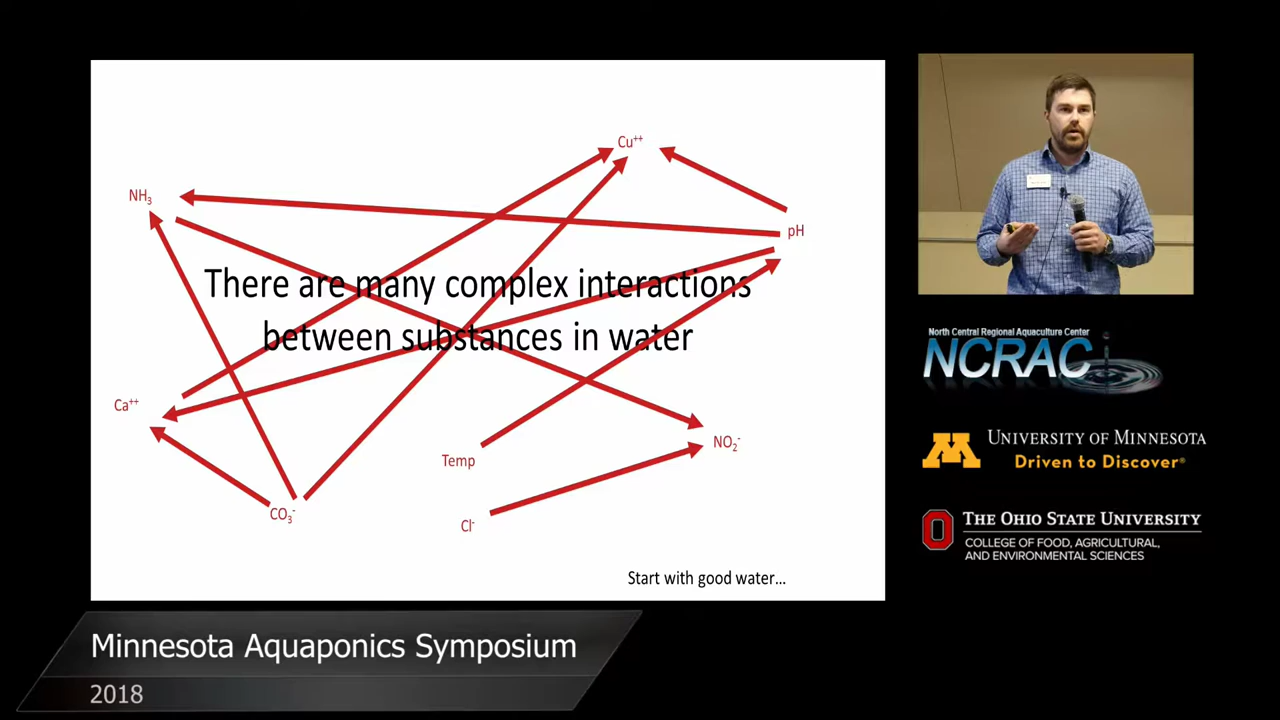 Cu++
NH3
pH
There are many complex interactions
between substances in water
Ca++
NO2-
Temp
CO3-
Cl-
Start with good water...
North Central Regional Aquaculture Center
NCRAC
UNIVERSITY OF MINNESOTA
Driven to Discover®
THE OHIO STATE UNIVERSITY
COLLEGE OF FOOD, AGRICULTURAL,
AND ENVIRONMENTAL SCIENCES
Minnesota Aquaponics Symposium
2018